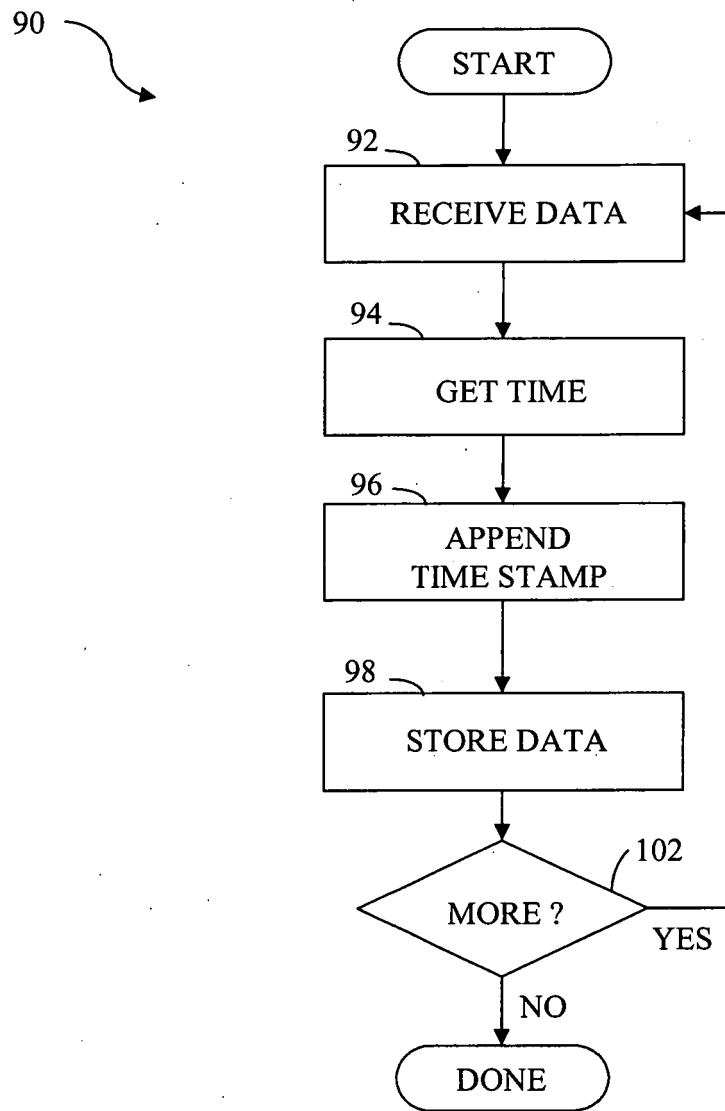 90
START
92
RECEIVE DATA
94
GET TIME
96
APPEND
TIME STAMP
98
STORE DATA
102
MORE ?
YES
NO
DONE